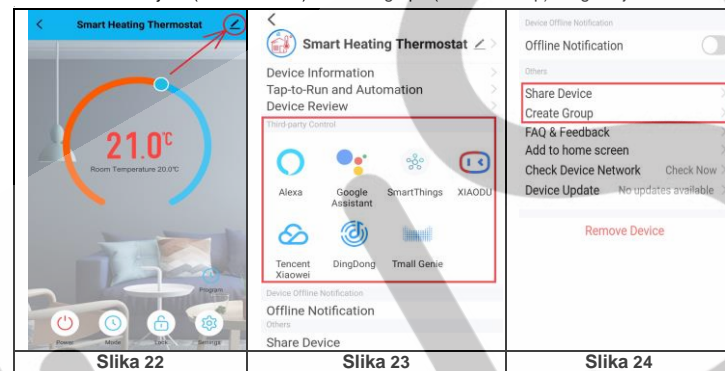 Smart Heating Thermostat
21.0°C
Room Temperature 20.0°C
Program
Power
Mode
Lock
Settings
Slika 22
Smart Heating Thermostat
Device Information
Tap-to-Run and Automation
Device Review
Third-party Control
Alexa
Google Assistant
SmartThings
XIAODU
Tencent Xiaowei
DingDong
Tmall Genie
Device Offline Notification
Offline Notification
Others
Share Device
Slika 23
Device Offline Notification
Offline Notification
Others
Share Device
Create Group
FAQ & Feedback
Add to home screen
Check Device Network Check Now
Device Update No updates available
Remove Device
Slika 24